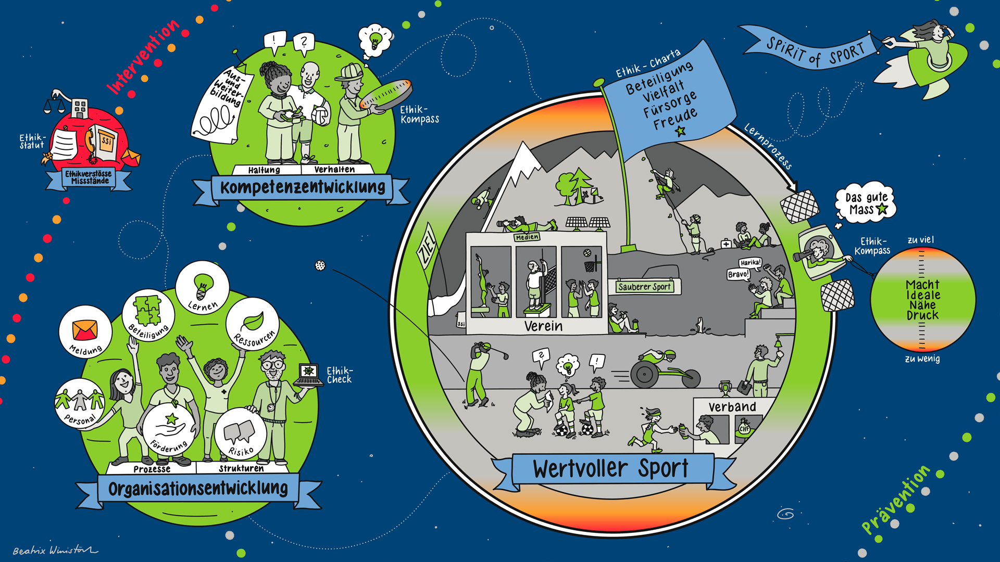 Intervention
Ethik-
Statut
ssi
Ethikverstösse
Missstände
!
?
Aus-
und
Weiter-
bildung
Ethik-
Kompass
Haltung
Verhalten
Kompetenzentwicklung
Meldung
Beteiligung
Lernen
Ressourcen
Personal
Förderung
Risiko
Ethik-
Check
Prozesse
Strukturen
Organisationsentwicklung
SPiRiT of SPORT
Ethik - Charta
Beteiligung
Vielfalt
Fürsorge
Freude
Lernprozess
Das gute
Mass
Ethik-
Kompass
zu viel
Macht
Ideale
Nähe
Druck
zu wenig
ZIEL
Medien
Sauberer Sport
Harika!
Bravo!
ssi
Verein
?
!
Verband
CHF
Wertvoller Sport
Prävention